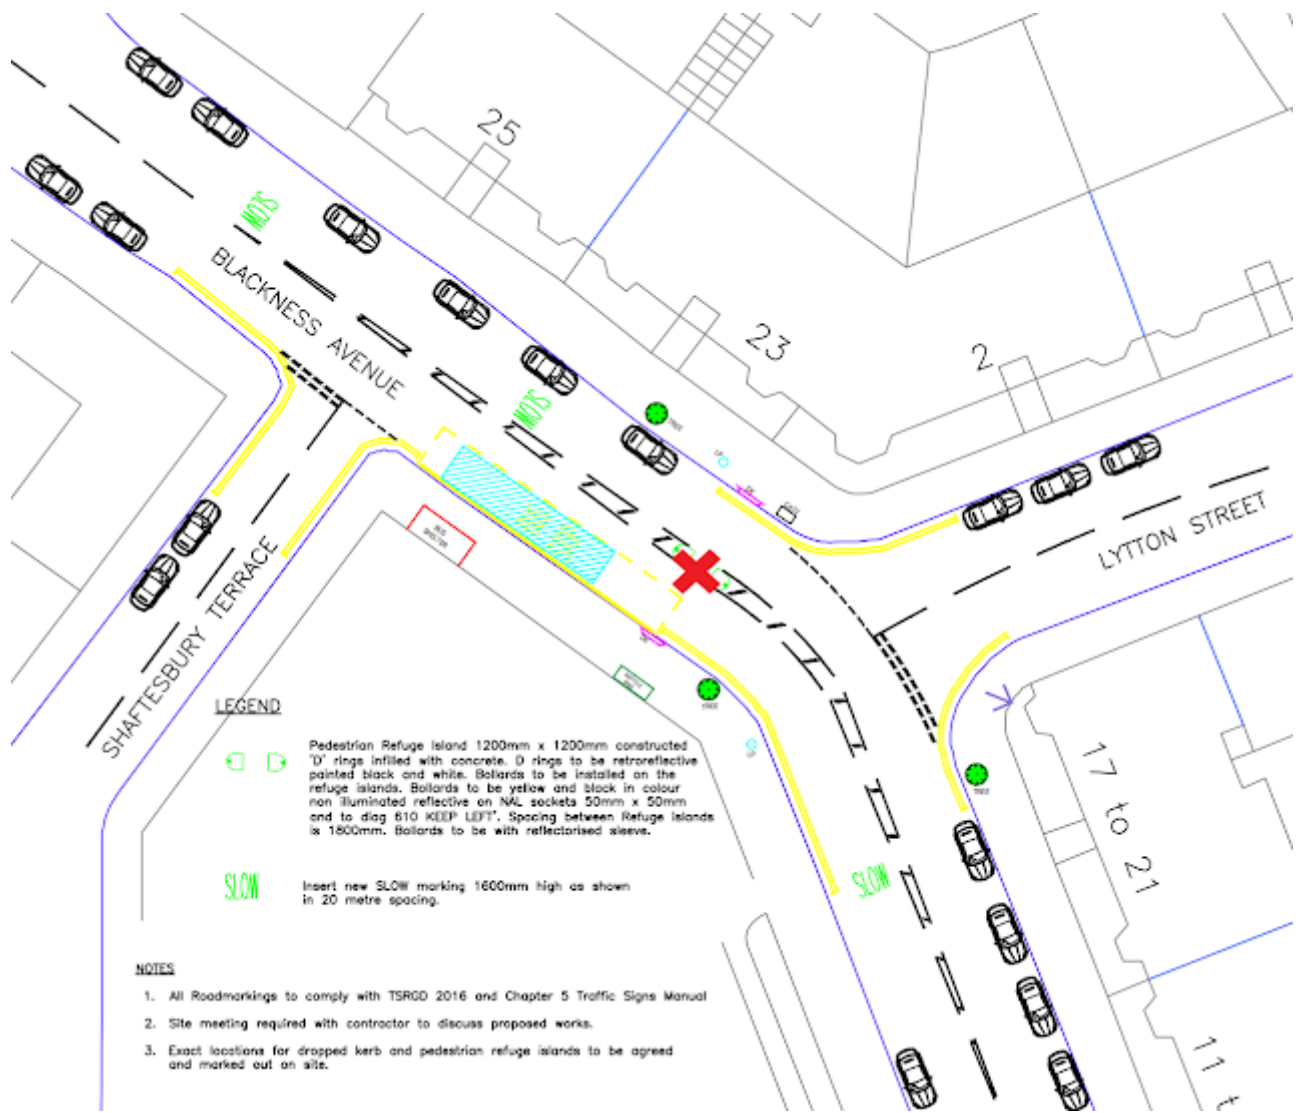 25
SLOW
BLACKNESS AVENUE
23
2
SLOW
TREE
BUS
SHELTER
LYTTON STREET
SHAFTESBURY TERRACE
TREE
LEGEND
Pedestrian Refuge Island 1200mm x 1200mm constructed
'D' rings infilled with concrete. D rings to be retroreflective
painted black and white. Bollards to be installed on the
refuge islands. Bollards to be yellow and black in colour
non illuminated reflective on NAL sockets 50mm x 50mm
and to diag 610 KEEP LEFT'. Spacing between Refuge islands
is 1800mm. Bollards to be with reflectorised sleeve.
TREE
17 to 21
SLOW
SLOW
Insert new SLOW marking 1600mm high as shown
in 20 metre spacing.
NOTES
1. All Roadmarkings to comply with TSRGD 2016 and Chapter 5 Traffic Signs Manual
2. Site meeting required with contractor to discuss proposed works.
3. Exact locations for dropped kerb and pedestrian refuge islands to be agreed
and marked out on site.
11 t